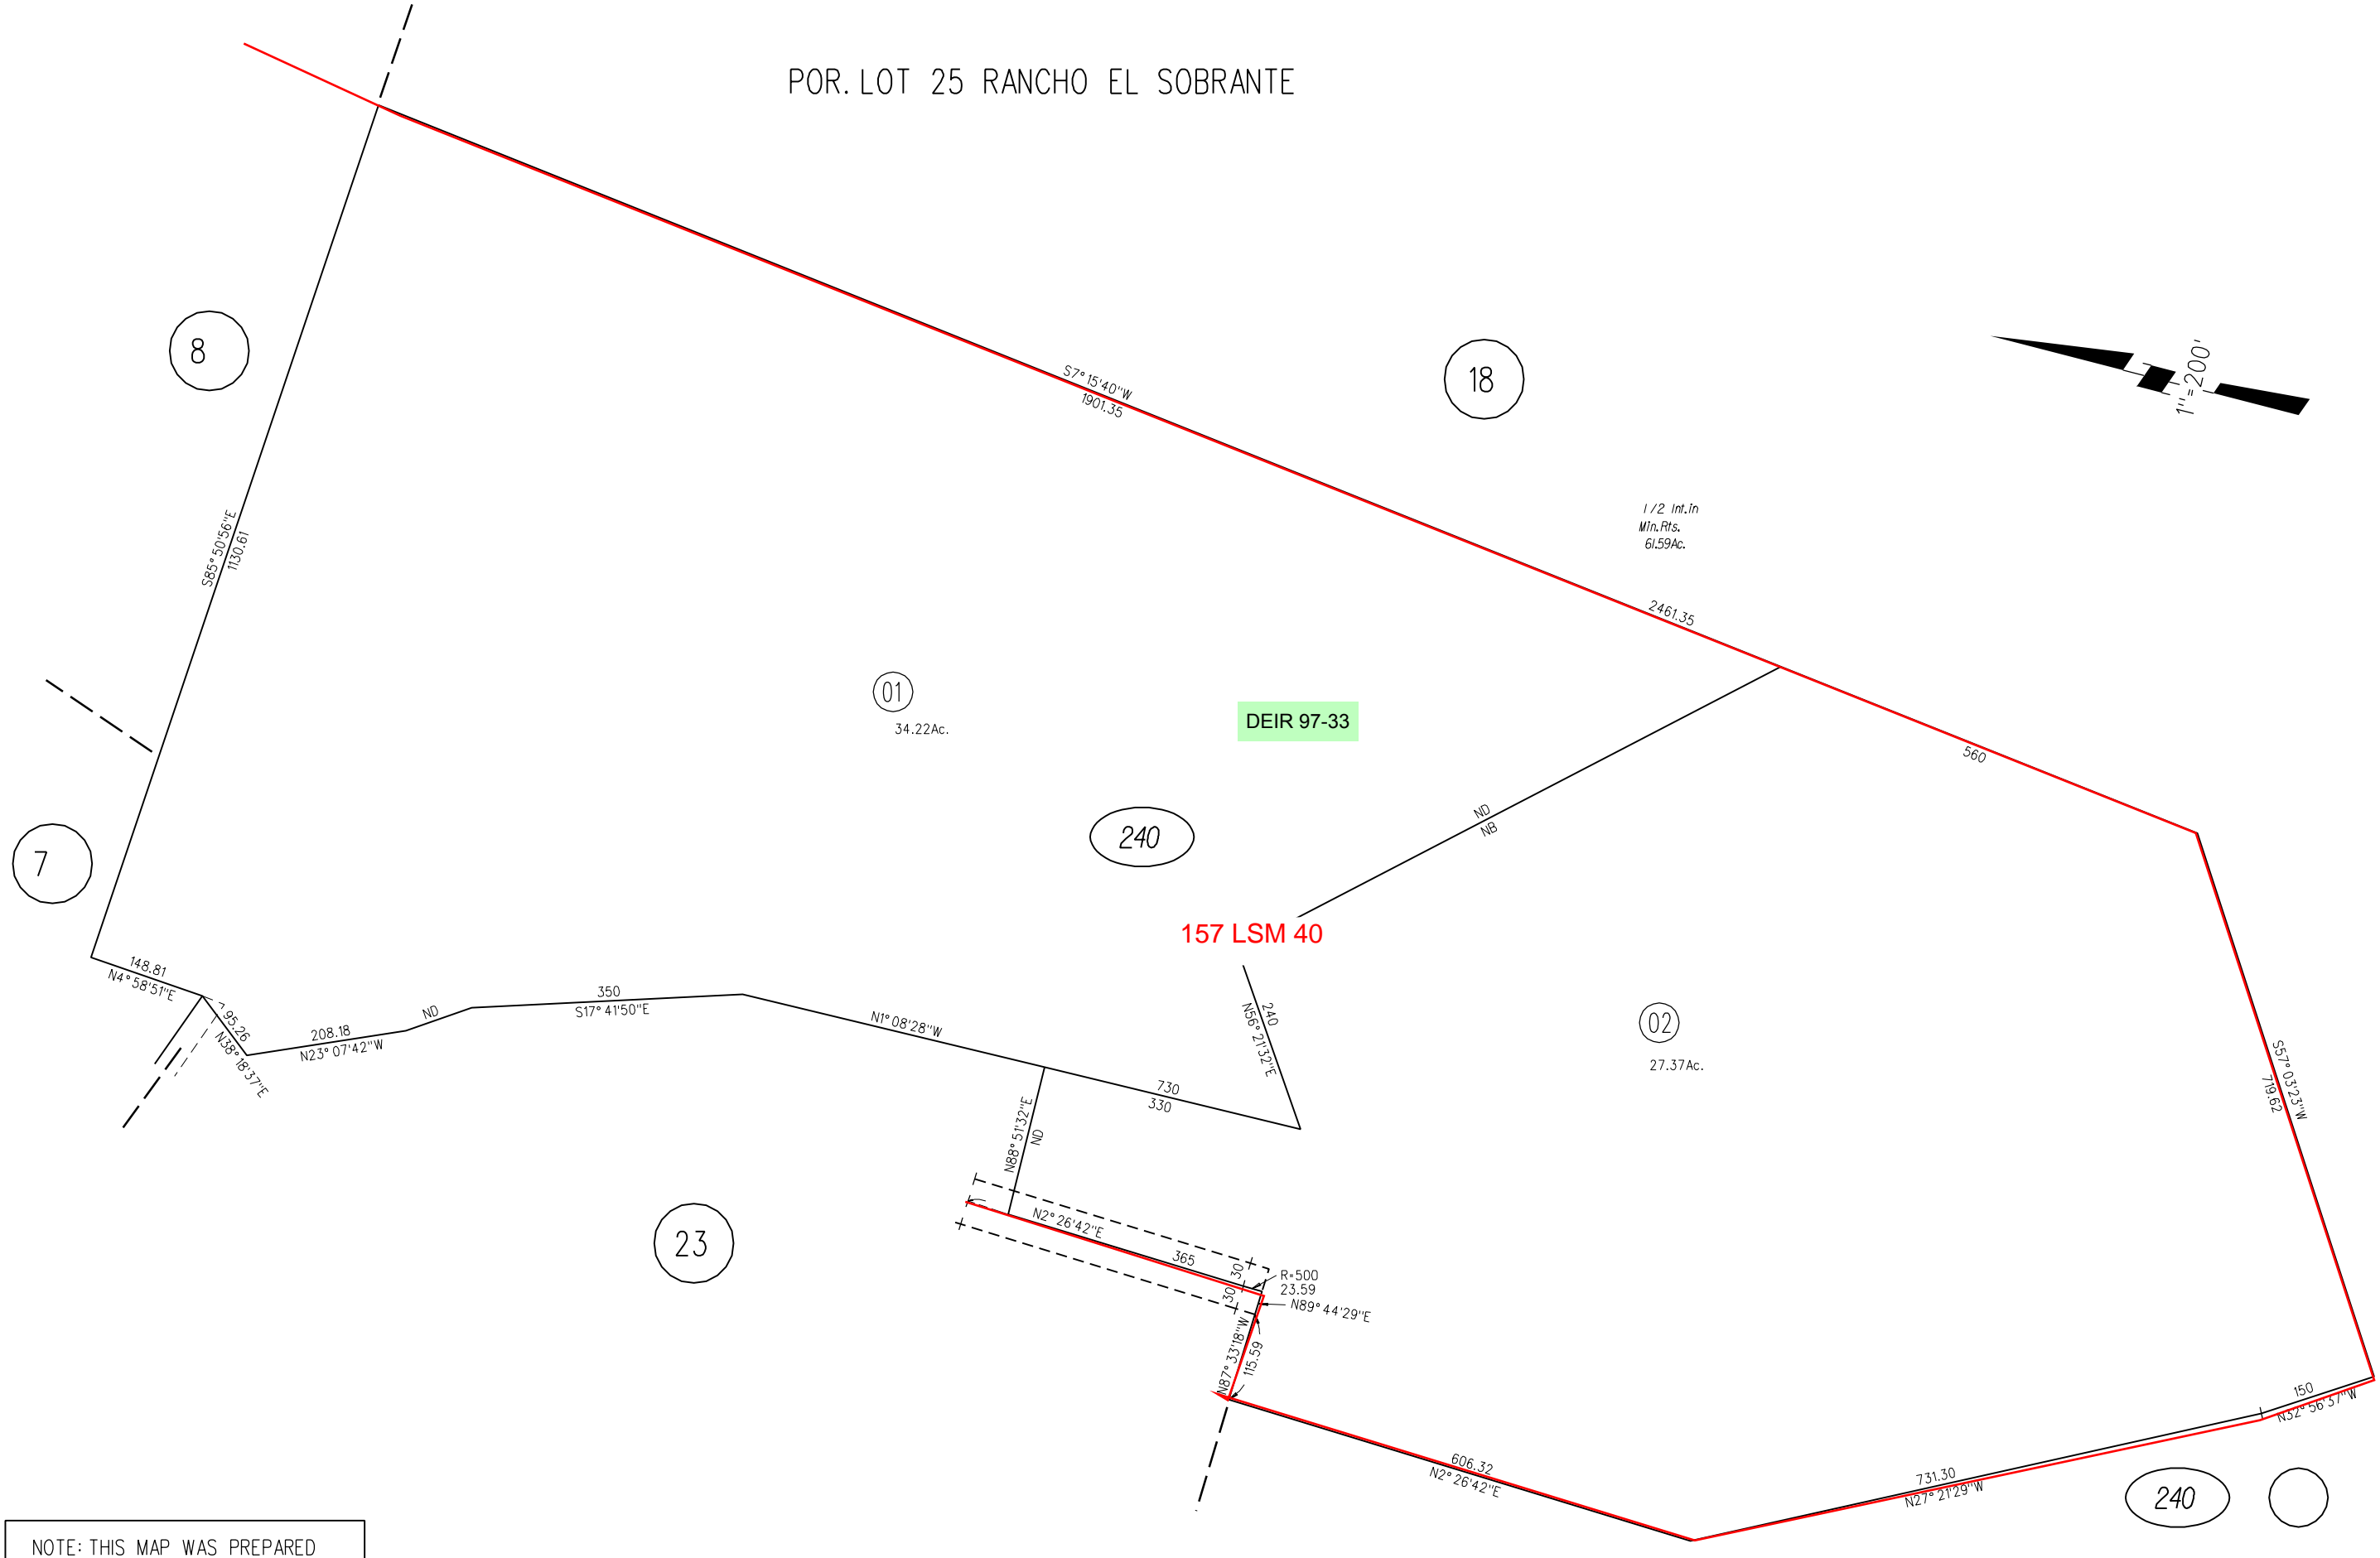 POR. LOT 25 RANCHO EL SOBRANTE
8
S7°15'40"W
1901.35
18
1"=200'
1/2 Int.in
Min.Rts.
61.59Ac.
S85°50'56"E
1130.61
2461.35
01
34.22Ac.
DEIR 97-33
560
ND
NB
240
7
157 LSM 40
148.81
N4°58'51"E
95.26
N38°18'37"E
208.18
N23°07'42"W
ND
350
S17°41'50"E
N1°08'28"W
240
N56°21'32"E
02
27.37Ac.
S57°03'23"W
719.62
730
330
N88°51'32"E
ND
23
N2°26'42"E
365
30
30
R=500
23.59
N89°44'29"E
N87°33'18"W
115.59
150
N32°56'37"W
606.32
N2°26'42"E
731.30
N27°21'29"W
240
NOTE: THIS MAP WAS PREPARED